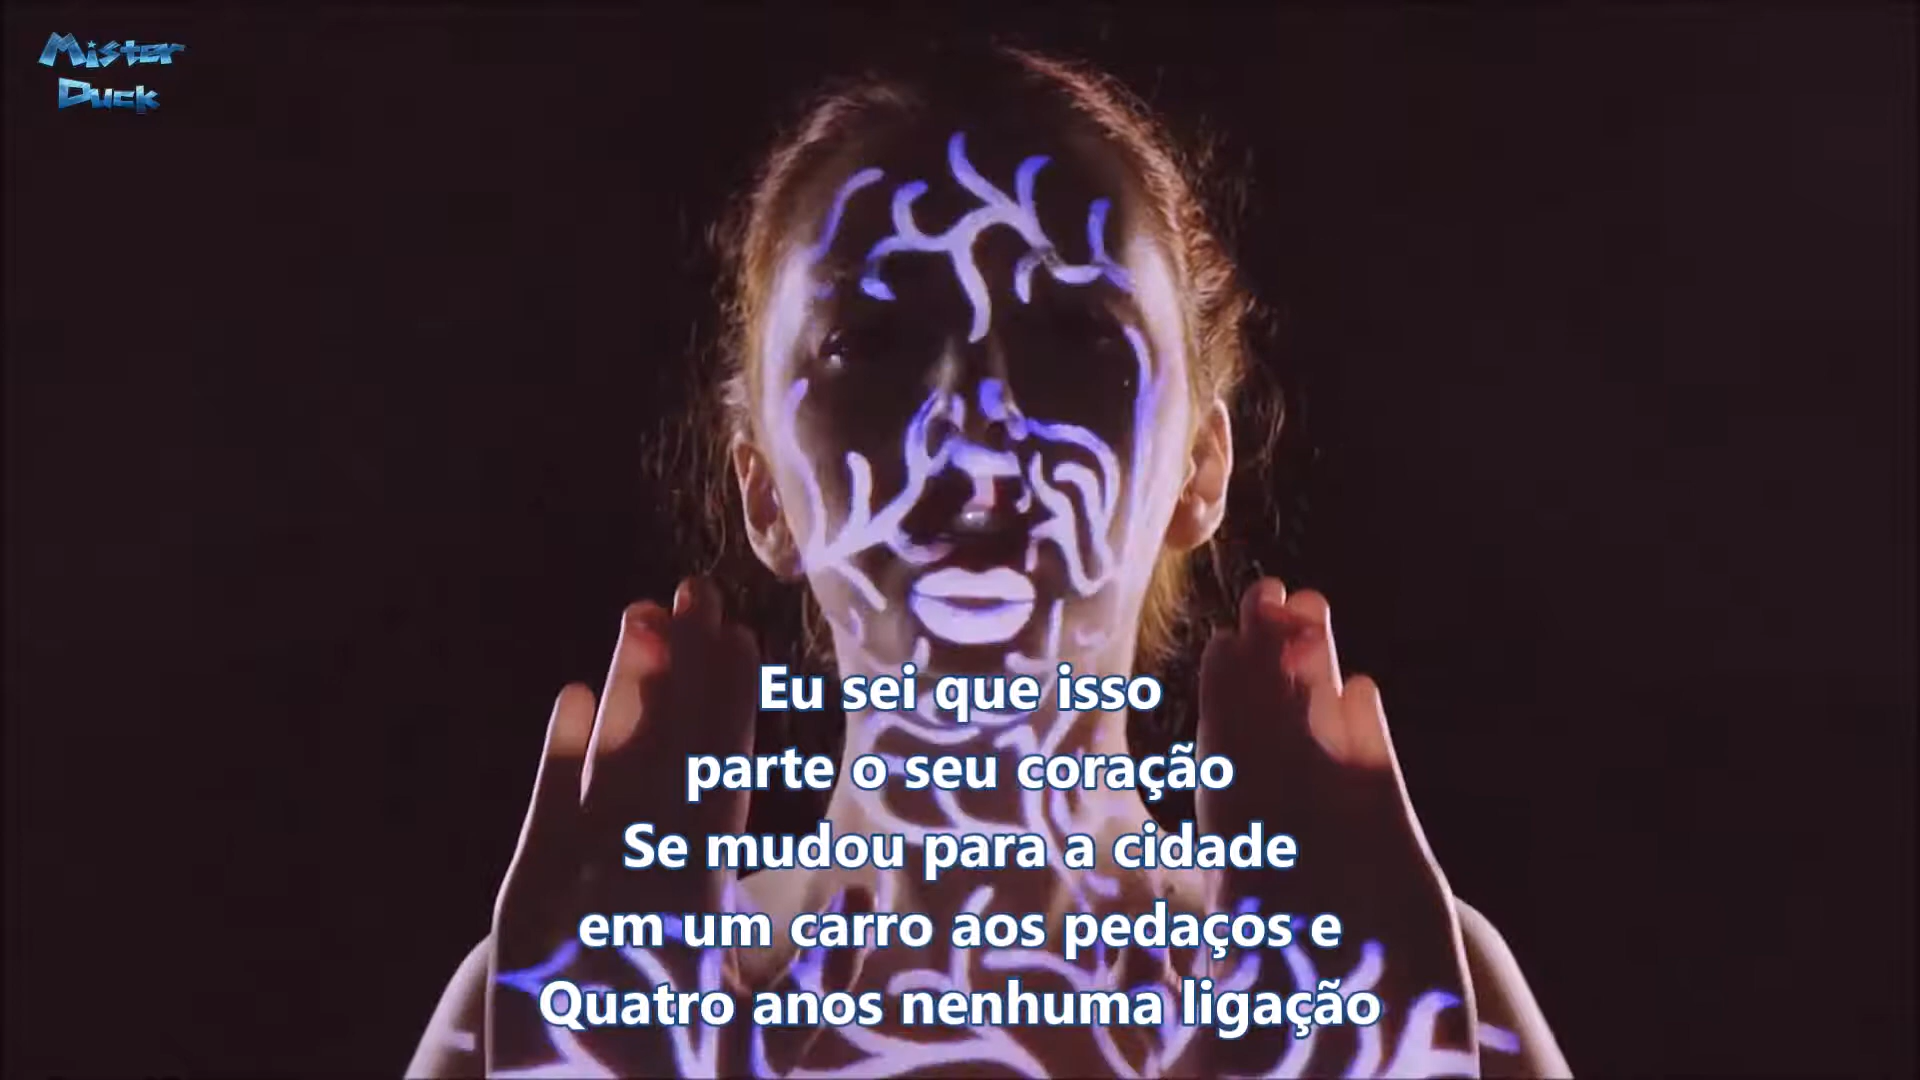 Mister
Duck
Eu sei que isso
parte o seu coração
Se mudou para a cidade
em um carro aos pedaços e
Quatro anos nenhuma ligação